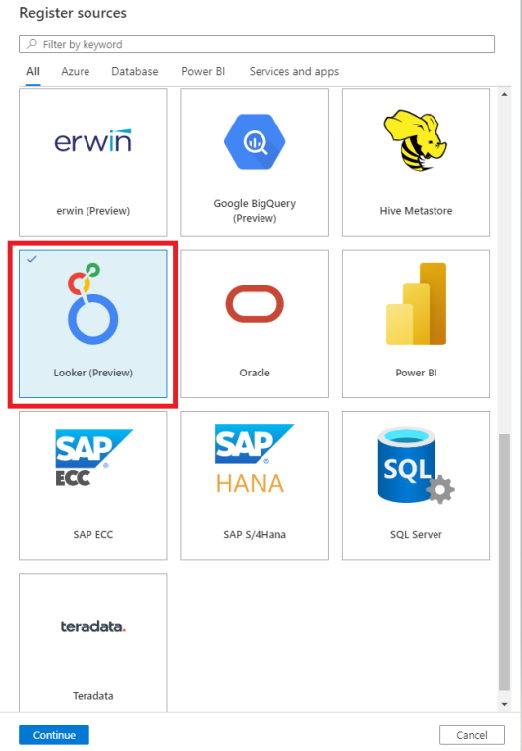 Register sources
Filter by keyword
All Azure Database Power BI Services and apps
erwin
erwin (Preview)
Google BigQuery
(Preview)
Hive Metastore
Looker (Preview)
Oracle
Power BI
SAP
ECC
SAP ECC
SAP
HANA
SAP S/4Hana
SQL
SQL Server
teradata.
Teradata
Continue
Cancel